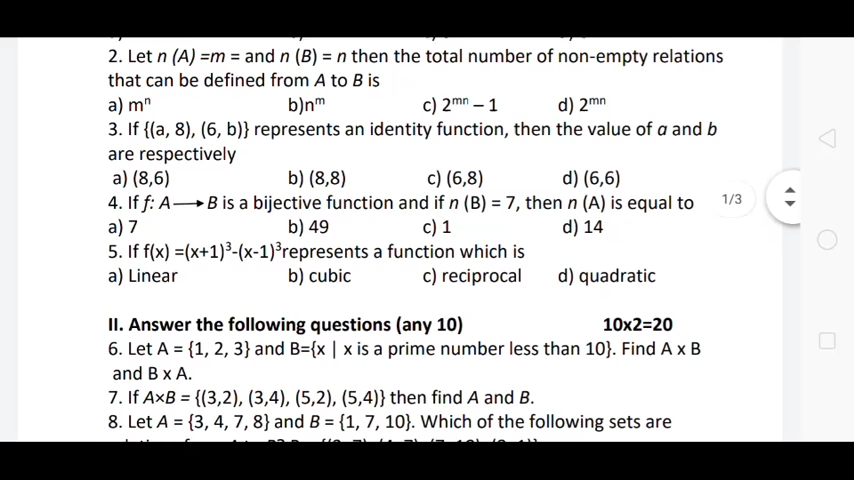 2. Let n (A) =m = and n (B) = n then the total number of non-empty relations
that can be defined from A to B is
a) mⁿ b)nᵐ c) 2ᵐⁿ – 1 d) 2ᵐⁿ
3. If {(a, 8), (6, b)} represents an identity function, then the value of a and b
are respectively
a) (8,6) b) (8,8) c) (6,8) d) (6,6)
4. If f: A⟶B is a bijective function and if n (B) = 7, then n (A) is equal to
1/3
a) 7 b) 49 c) 1 d) 14
5. If f(x) =(x+1)³-(x-1)³represents a function which is
a) Linear b) cubic c) reciprocal d) quadratic
II. Answer the following questions (any 10) 10x2=20
6. Let A = {1, 2, 3} and B={x | x is a prime number less than 10}. Find A x B
and B x A.
7. If A×B = {(3,2), (3,4), (5,2), (5,4)} then find A and B.
8. Let A = {3, 4, 7, 8} and B = {1, 7, 10}. Which of the following sets are